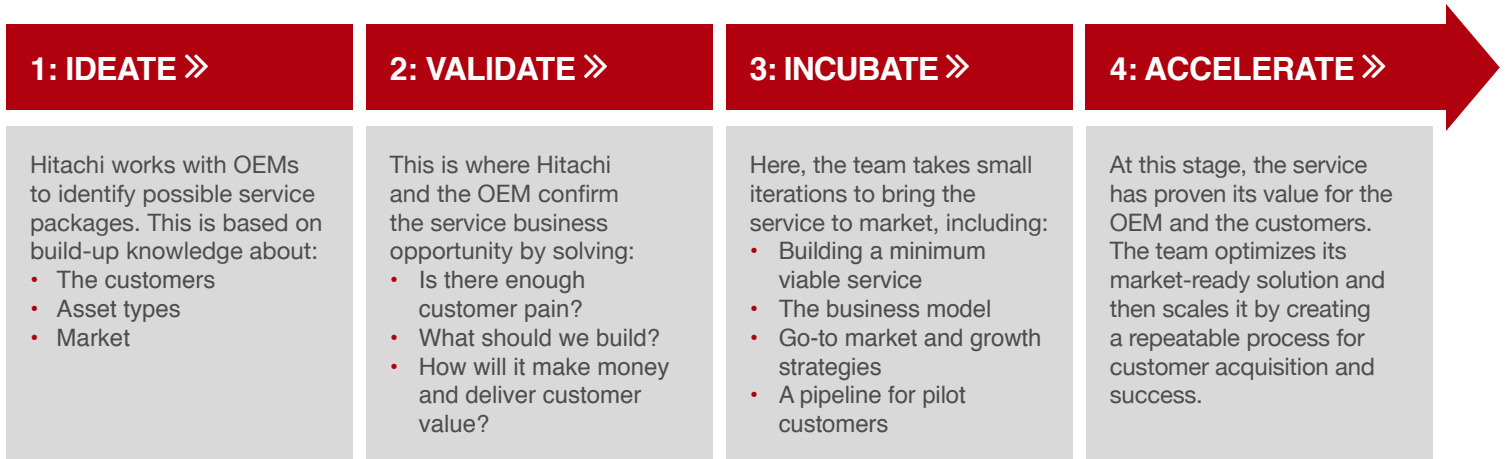 1: IDEATE »
Hitachi works with OEMs
to identify possible service
packages. This is based on
build-up knowledge about:
• The customers
• Asset types
• Market
2: VALIDATE »
This is where Hitachi
and the OEM confirm
the service business
opportunity by solving:
• Is there enough
customer pain?
• What should we build?
• How will it make money
and deliver customer
value?
3: INCUBATE »
Here, the team takes small
iterations to bring the
service to market, including:
• Building a minimum
viable service
• The business model
• Go-to market and growth
strategies
• A pipeline for pilot
customers
4: ACCELERATE »
At this stage, the service
has proven its value for the
OEM and the customers.
The team optimizes its
market-ready solution and
then scales it by creating
a repeatable process for
customer acquisition and
success.